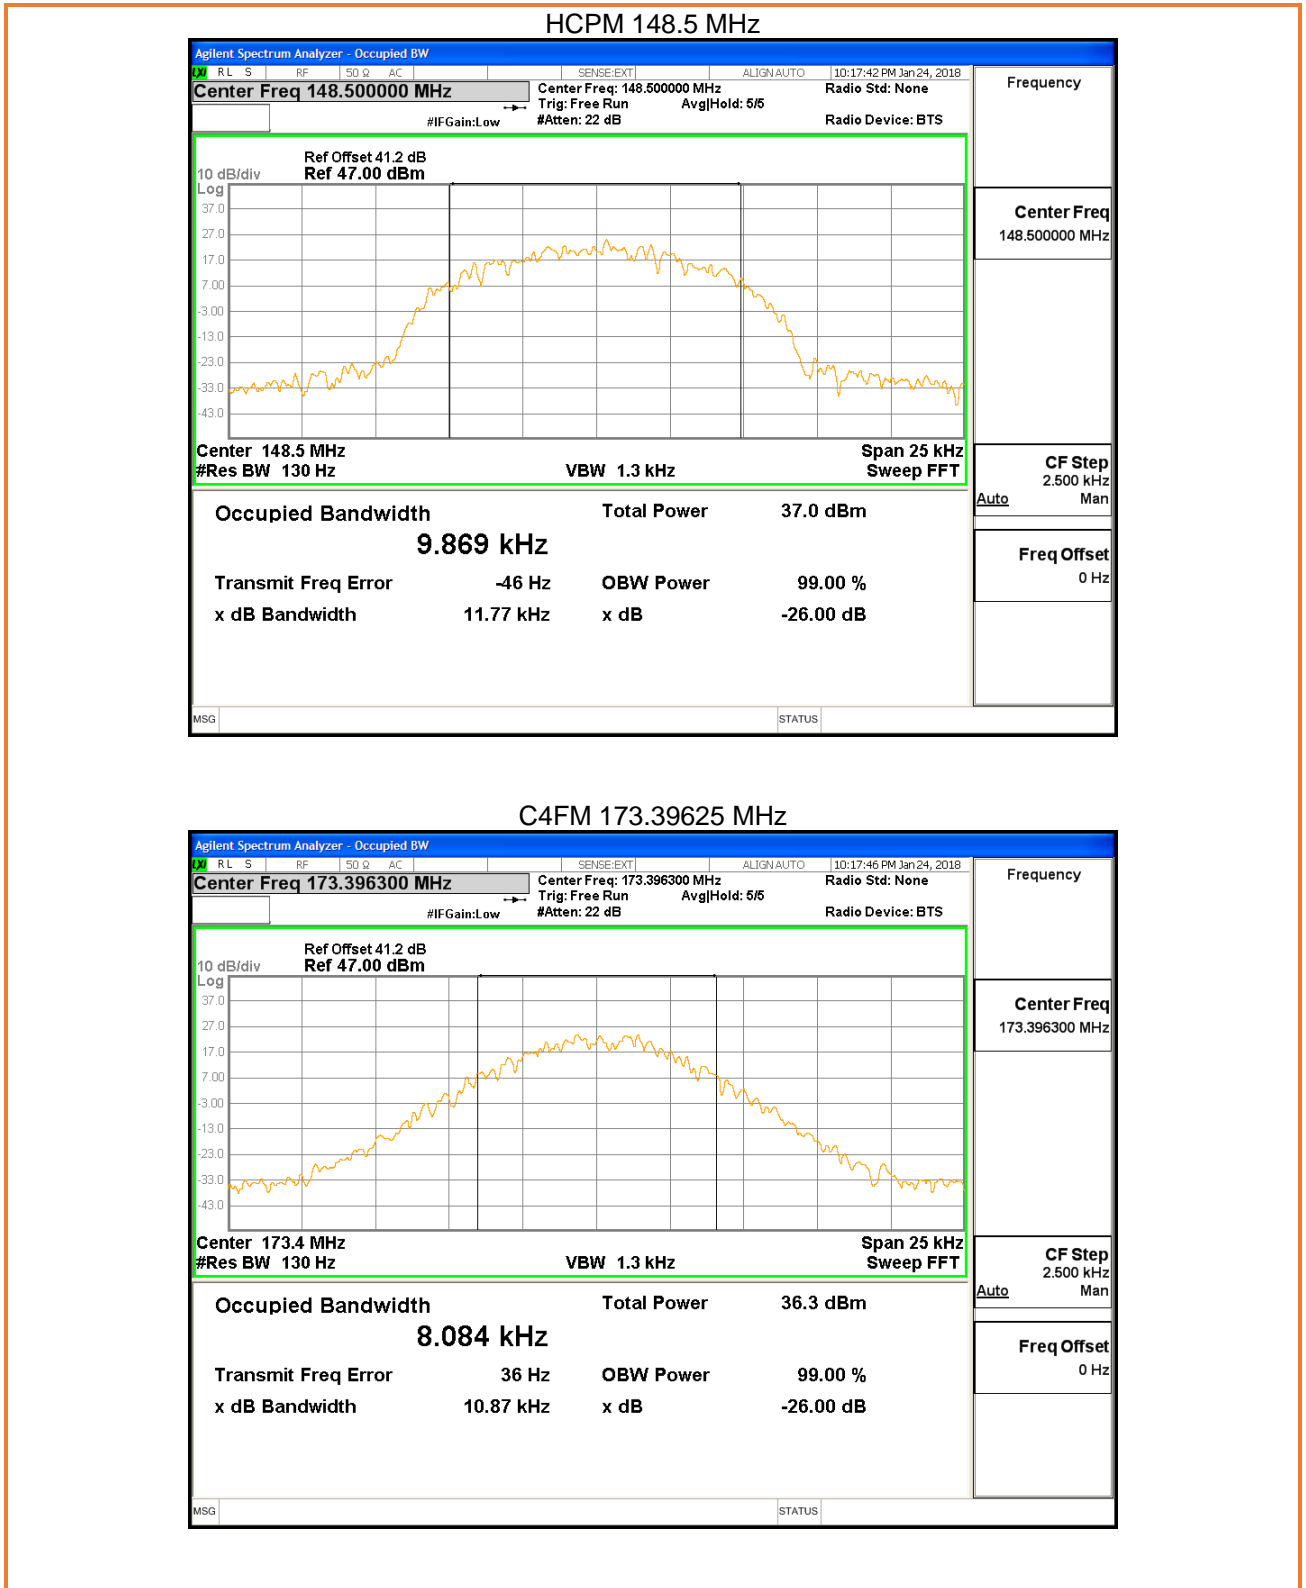 HCPM 148.5 MHz
Agilent Spectrum Analyzer - Occupied BW
LXI RL S RF 50 Ω AC SENSE:EXT ALIGN AUTO 10:17:42 PM Jan 24, 2018
Center Freq 148.500000 MHz
Center Freq: 148.500000 MHz
Radio Std: None
Trig: Free Run
Avg|Hold: 5/5
#IFGain:Low
#Atten: 22 dB
Radio Device: BTS
Frequency
Ref Offset 41.2 dB
10 dB/div
Ref 47.00 dBm
Log
37.0
27.0
17.0
7.00
-3.00
-13.0
-23.0
-33.0
-43.0
Center 148.5 MHz
Span 25 kHz
#Res BW 130 Hz
VBW 1.3 kHz
Sweep FFT
Center Freq
148.500000 MHz
CF Step
2.500 kHz
Auto Man
Freq Offset
0 Hz
Occupied Bandwidth
Total Power 37.0 dBm
9.869 kHz
Transmit Freq Error -46 Hz OBW Power 99.00 %
x dB Bandwidth 11.77 kHz x dB -26.00 dB
MSG STATUS
C4FM 173.39625 MHz
Agilent Spectrum Analyzer - Occupied BW
LXI RL S RF 50 Ω AC SENSE:EXT ALIGN AUTO 10:17:46 PM Jan 24, 2018
Center Freq 173.396300 MHz
Center Freq: 173.396300 MHz
Radio Std: None
Trig: Free Run
Avg|Hold: 5/5
#IFGain:Low
#Atten: 22 dB
Radio Device: BTS
Frequency
Ref Offset 41.2 dB
10 dB/div
Ref 47.00 dBm
Log
37.0
27.0
17.0
7.00
-3.00
-13.0
-23.0
-33.0
-43.0
Center 173.4 MHz
Span 25 kHz
#Res BW 130 Hz
VBW 1.3 kHz
Sweep FFT
Center Freq
173.396300 MHz
CF Step
2.500 kHz
Auto Man
Freq Offset
0 Hz
Occupied Bandwidth
Total Power 36.3 dBm
8.084 kHz
Transmit Freq Error 36 Hz OBW Power 99.00 %
x dB Bandwidth 10.87 kHz x dB -26.00 dB
MSG STATUS